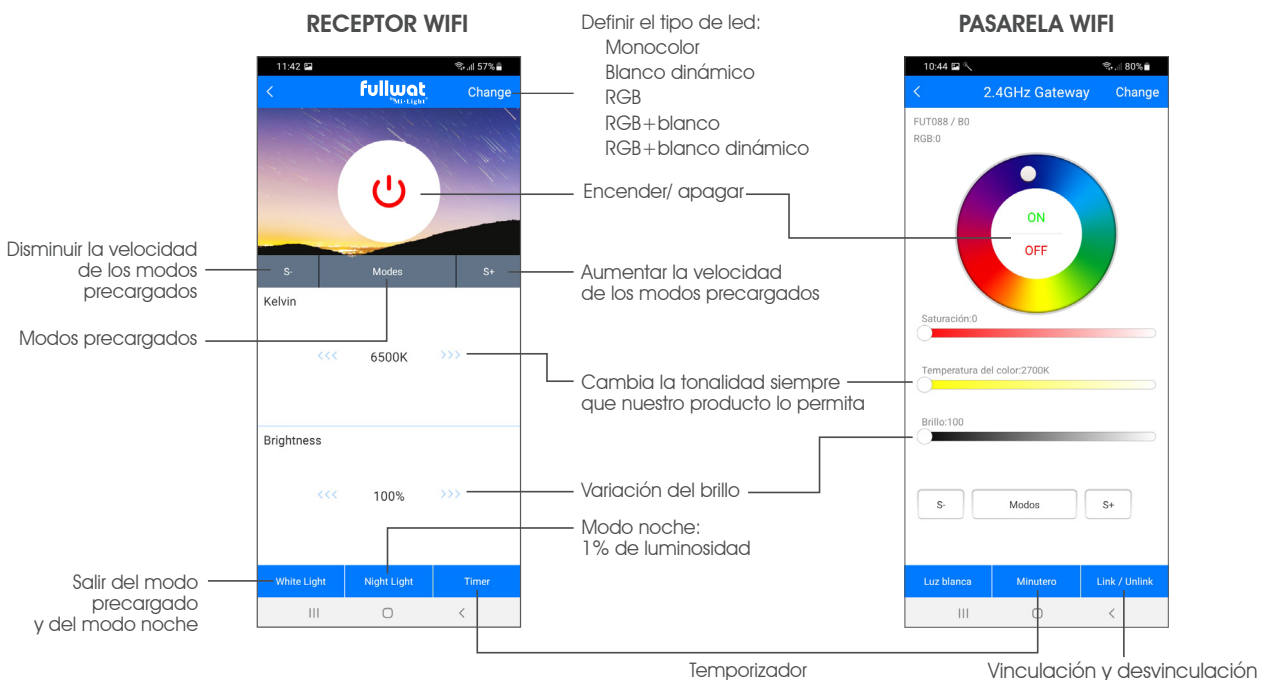 RECEPTOR WIFI
Definir el tipo de led:
Monocolor
Blanco dinámico
RGB
RGB+blanco
RGB+blanco dinámico
PASARELA WIFI
11:42
57%
fullwat
by Mi·Light
Change
10:44
80%
2.4GHz Gateway
Change
FUT088 / B0
RGB:0
Encender/ apagar
ON
OFF
Disminuir la velocidad
de los modos
precargados
S-
Modes
S+
Aumentar la velocidad
de los modos precargados
Kelvin
Modos precargados
6500K
Saturación:0
Temperatura del color:2700K
Cambia la tonalidad siempre
que nuestro producto lo permita
Brightness
Brillo:100
100%
Variación del brillo
S-
Modos
S+
Modo noche:
1% de luminosidad
Salir del modo
precargado
y del modo noche
White Light
Night Light
Timer
Luz blanca
Minutero
Link / Unlink
Temporizador
Vinculación y desvinculación